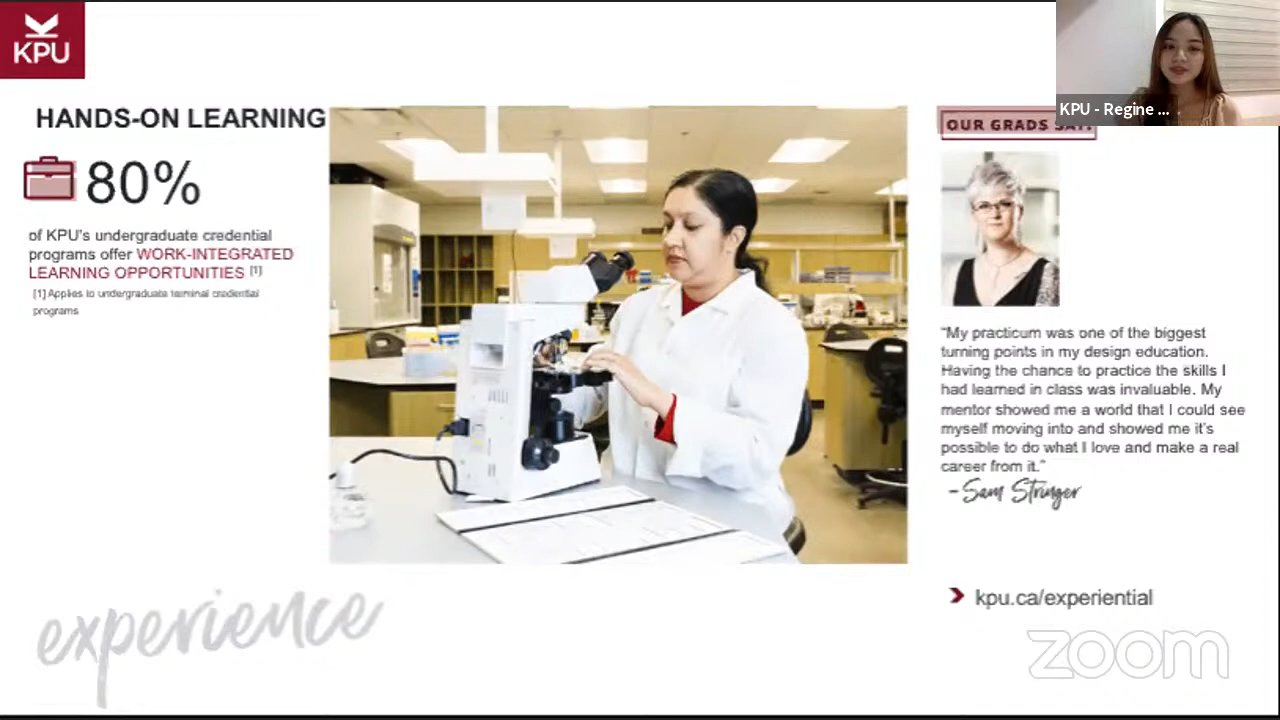 KPU
HANDS-ON LEARNING
80%
of KPU's undergraduate credential
programs offer WORK-INTEGRATED
LEARNING OPPORTUNITIES [1]
[1] Applies to undergraduate terminal credential
programs
experience
KPU - Regine ...
OUR GRADS SAY:
"My practicum was one of the biggest
turning points in my design education.
Having the chance to practice the skills I
had learned in class was invaluable. My
mentor showed me a world that I could see
myself moving into and showed me it's
possible to do what I love and make a real
career from it."
– Sam Stringer
kpu.ca/experiential
zoom